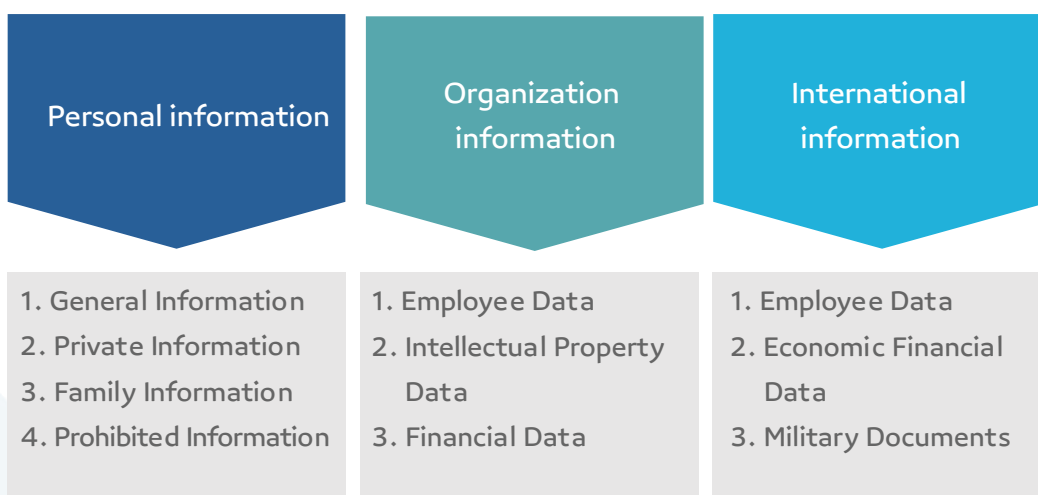 Personal information
Organization
information
International
information
1. General Information
2. Private Information
3. Family Information
4. Prohibited Information
1. Employee Data
2. Intellectual Property
Data
3. Financial Data
1. Employee Data
2. Economic Financial
Data
3. Military Documents